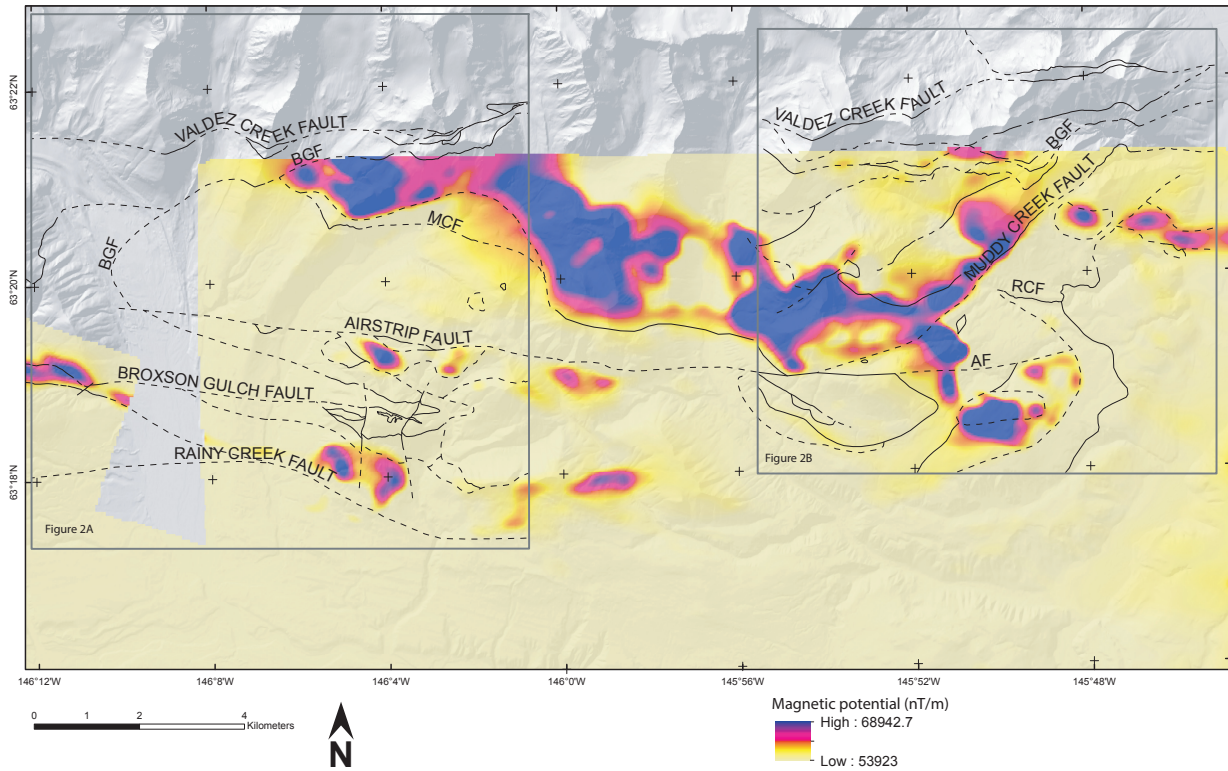 VALDEZ CREEK FAULT
VALDEZ CREEK FAULT
63°22'N
BGF
BGF
MCF
MUDDY CREEK FAULT
BGF
63°20'N
RCF
AIRSTRIP FAULT
AF
BROXSON GULCH FAULT
RAINY CREEK FAULT
63°18'N
Figure 2B
Figure 2A
146°12'W
146°8'W
146°4'W
146°0'W
145°56'W
145°52'W
145°48'W
0 1 2 4
Kilometers
N
Magnetic potential (nT/m)
High : 68942.7
Low : 53923